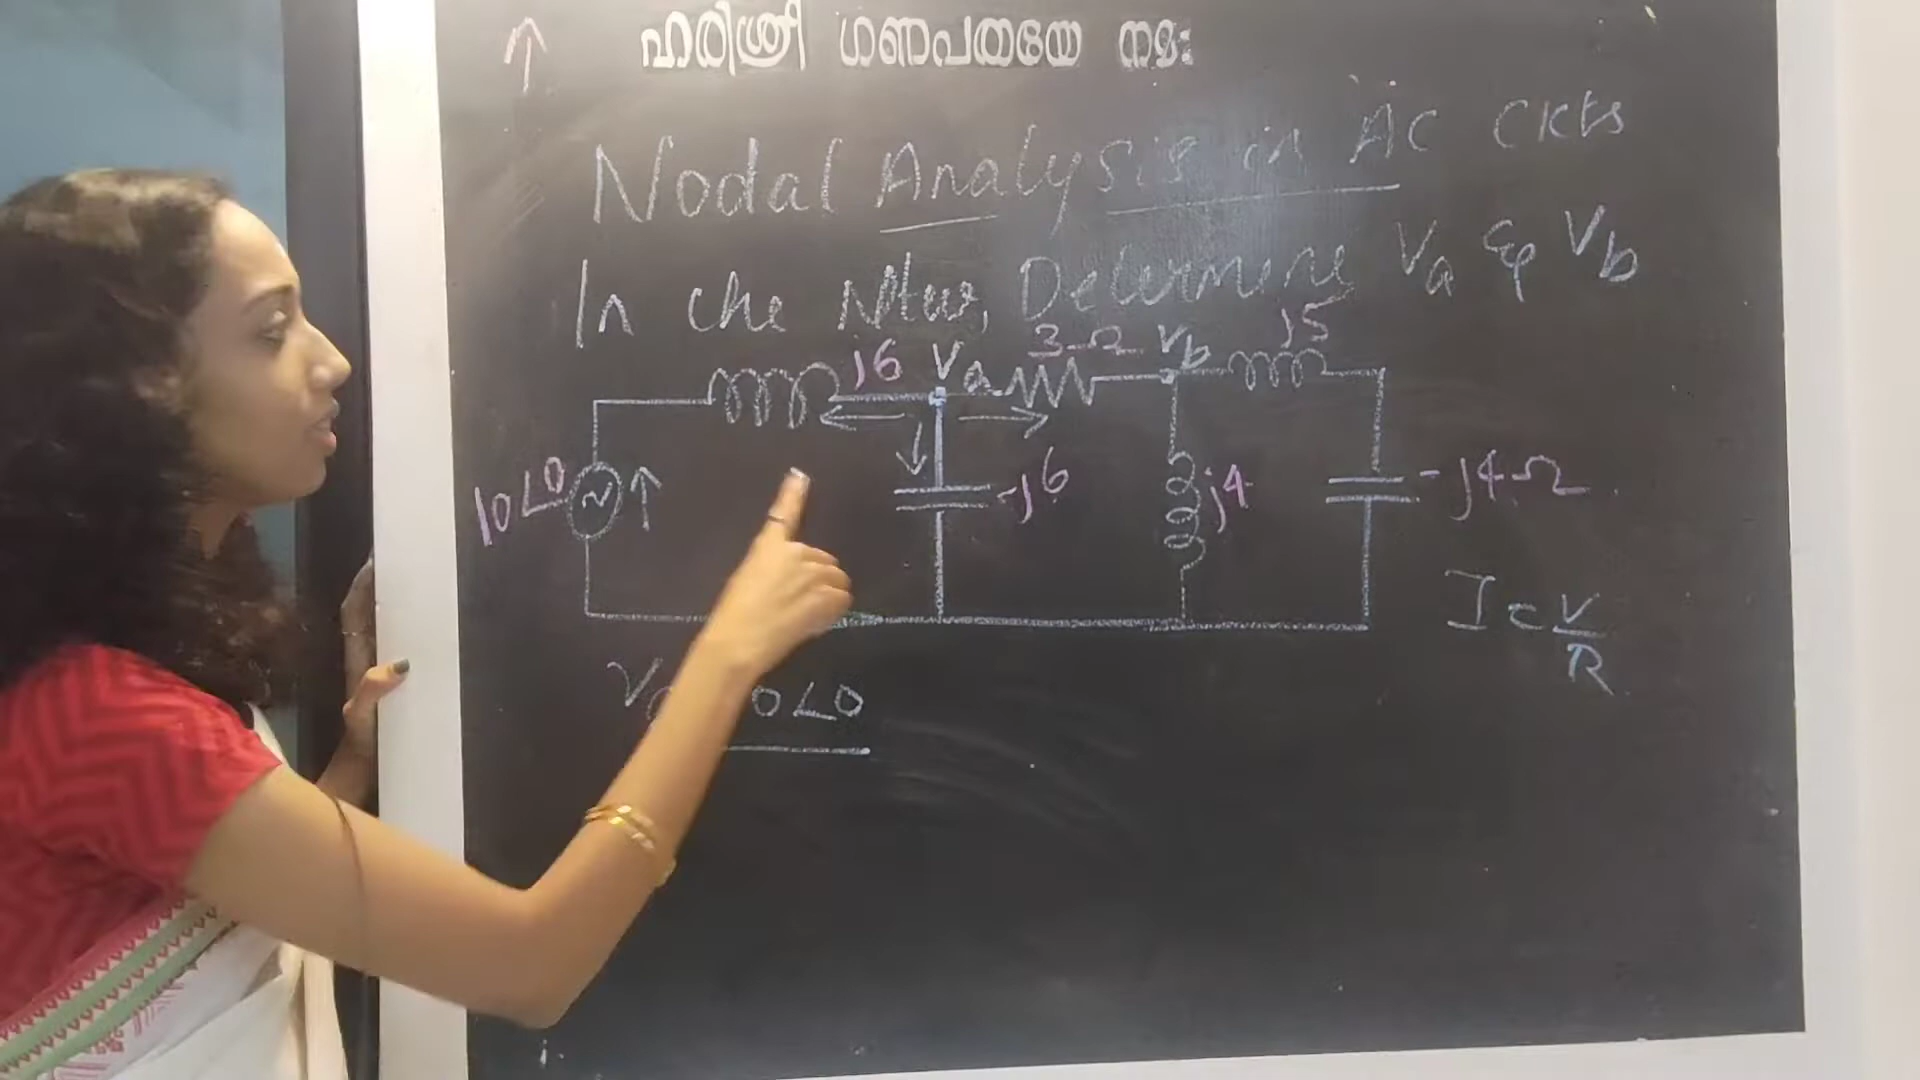 ഹരിശ്രീ ഗണപതയേ നമഃ
Nodal Analysis in AC Ckts
In the Ntw, Determine Va & Vb
j6 Va 3Ω Vb j5
10∠0 ~ -j6 j4 -j4Ω
I = V/R
0∠0